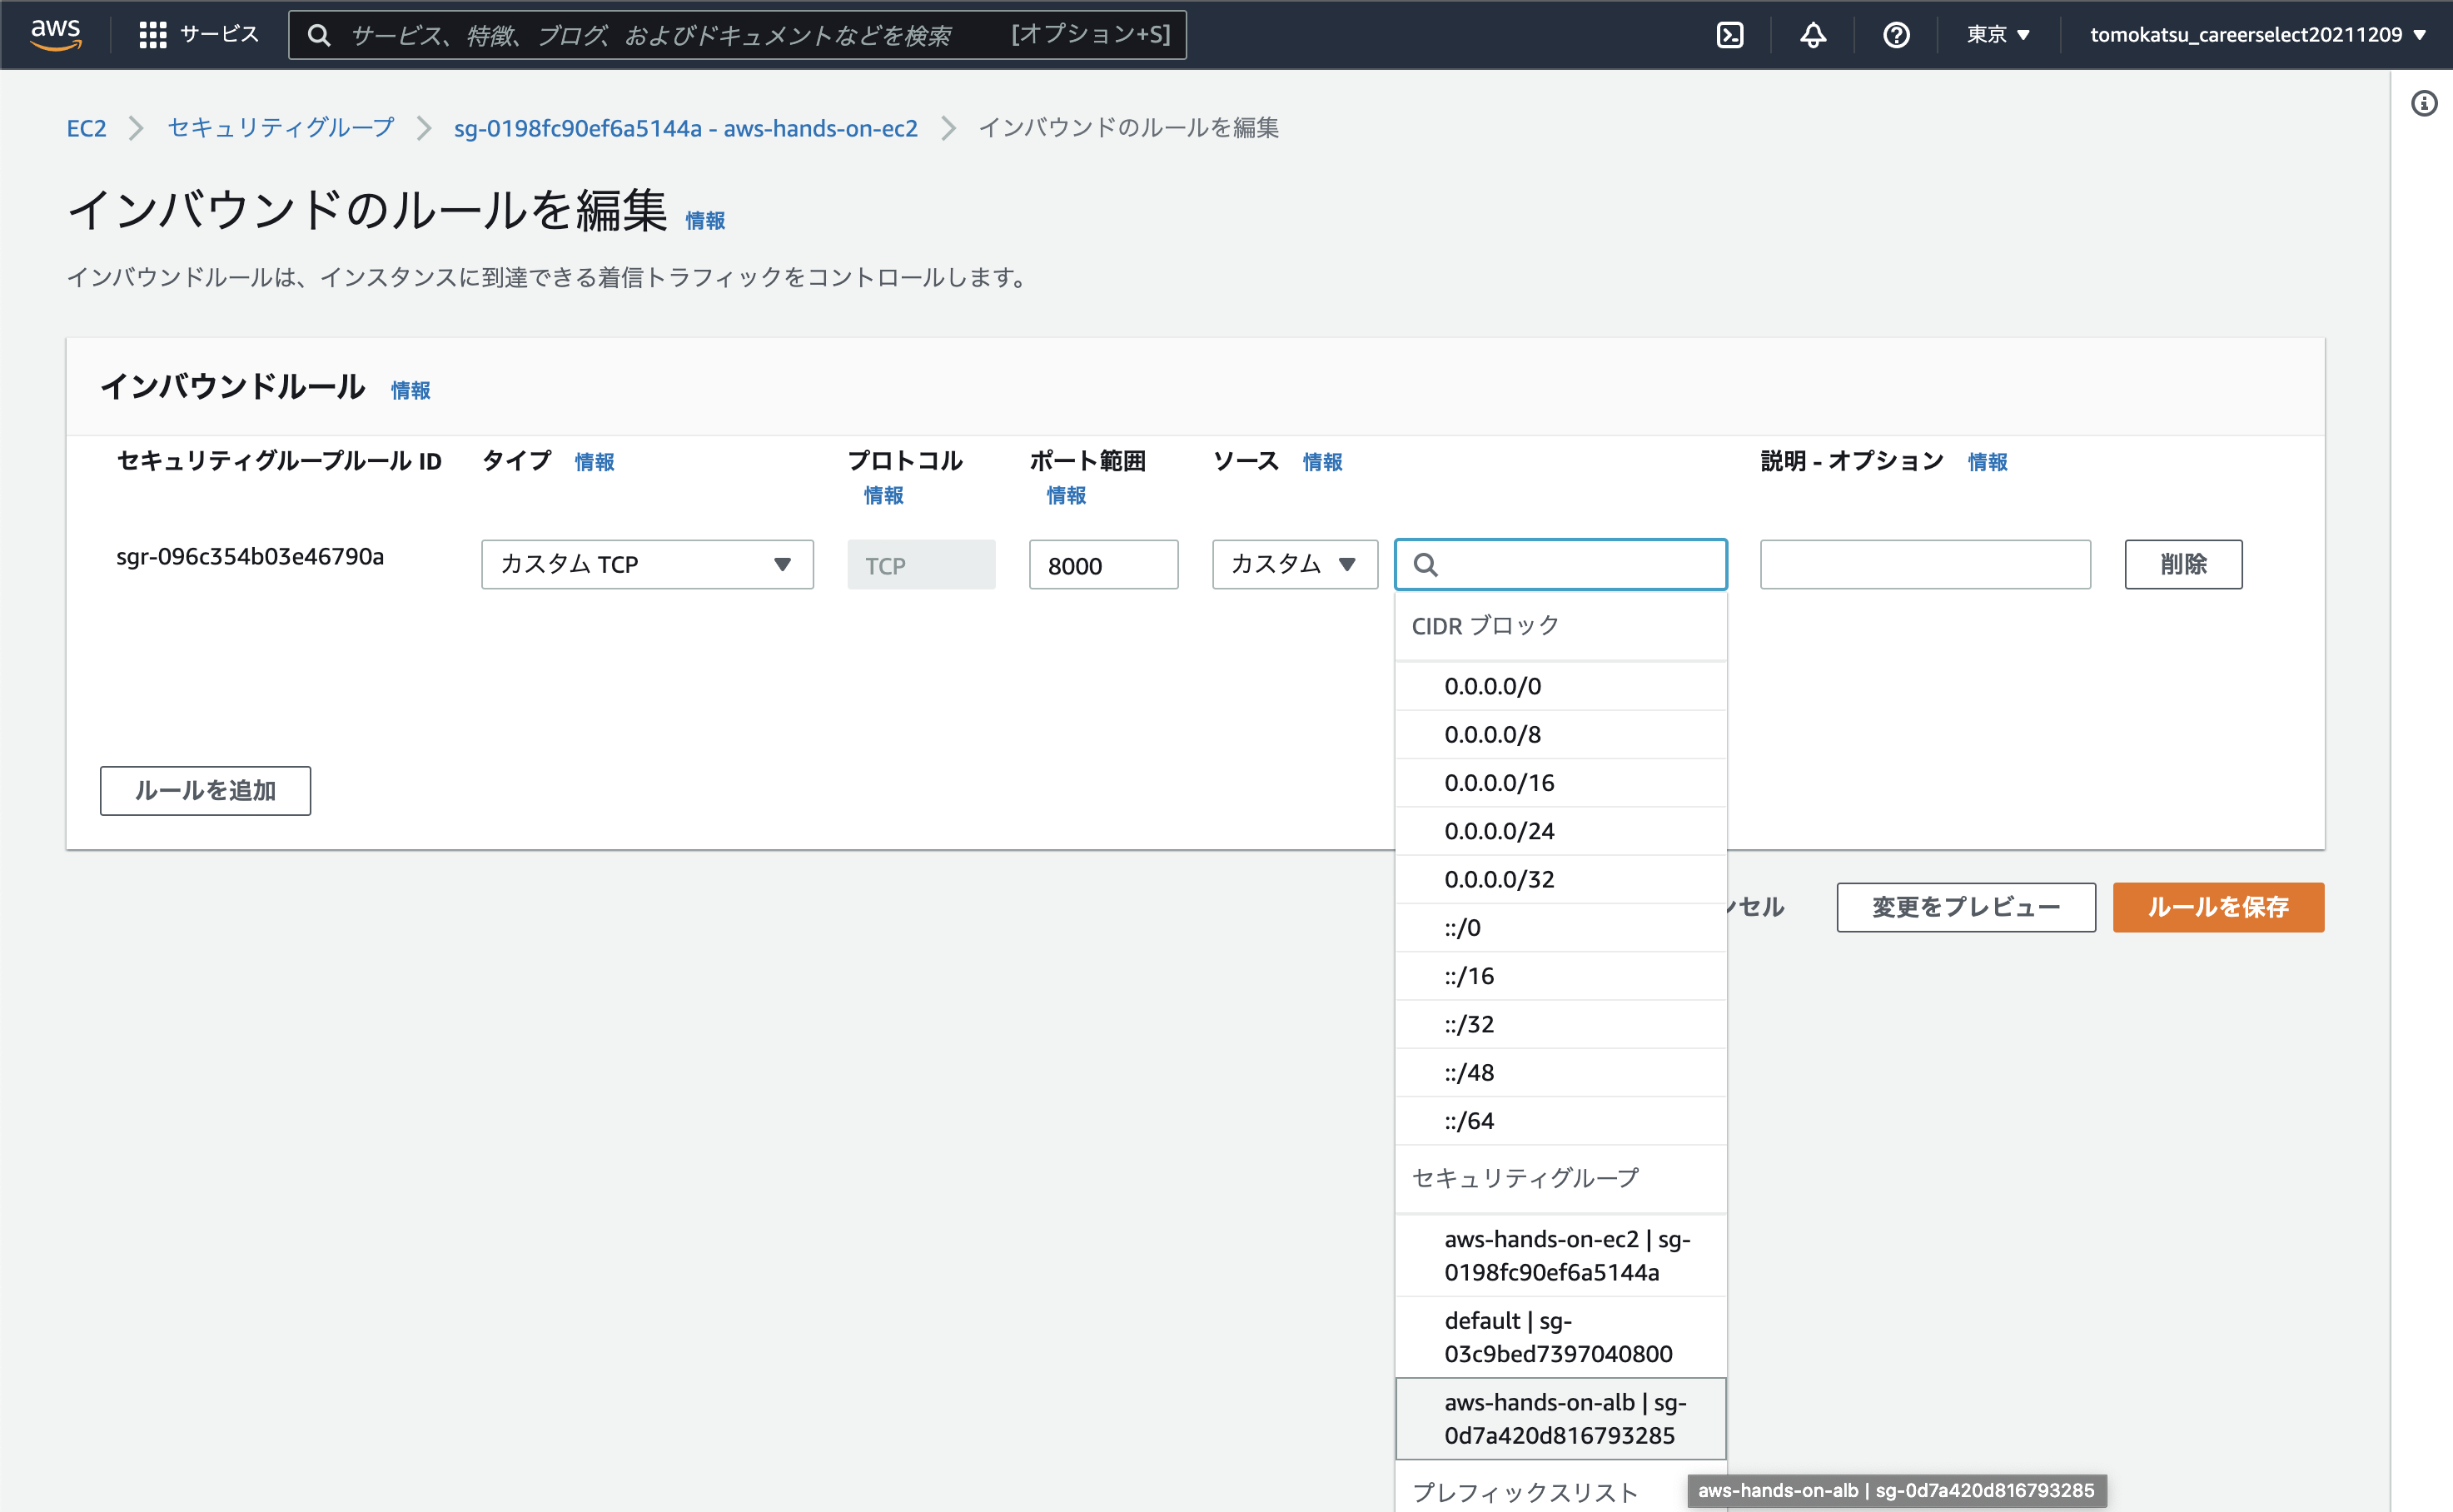 aws サービス サービス、特徴、ブログ、およびドキュメントなどを検索 [オプション+S] 東京 ▼ tomokatsu_careerselect20211209 ▼
EC2 > セキュリティグループ > sg-0198fc90ef6a5144a - aws-hands-on-ec2 > インバウンドのルールを編集
インバウンドのルールを編集 情報
インバウンドルールは、インスタンスに到達できる着信トラフィックをコントロールします。
インバウンドルール 情報
セキュリティグループルール ID タイプ 情報 プロトコル ポート範囲 ソース 情報 説明 - オプション 情報
情報 情報
sgr-096c354b03e46790a カスタム TCP ▼ TCP 8000 カスタム ▼ 削除
CIDR ブロック
0.0.0.0/0
0.0.0.0/8
0.0.0.0/16
0.0.0.0/24
0.0.0.0/32
::/0
::/16
::/32
::/48
::/64
セキュリティグループ
aws-hands-on-ec2 | sg-
0198fc90ef6a5144a
default | sg-
03c9bed7397040800
aws-hands-on-alb | sg-
0d7a420d816793285
プレフィックスリスト
aws-hands-on-alb | sg-0d7a420d816793285
ルールを追加
ンセル 変更をプレビュー ルールを保存